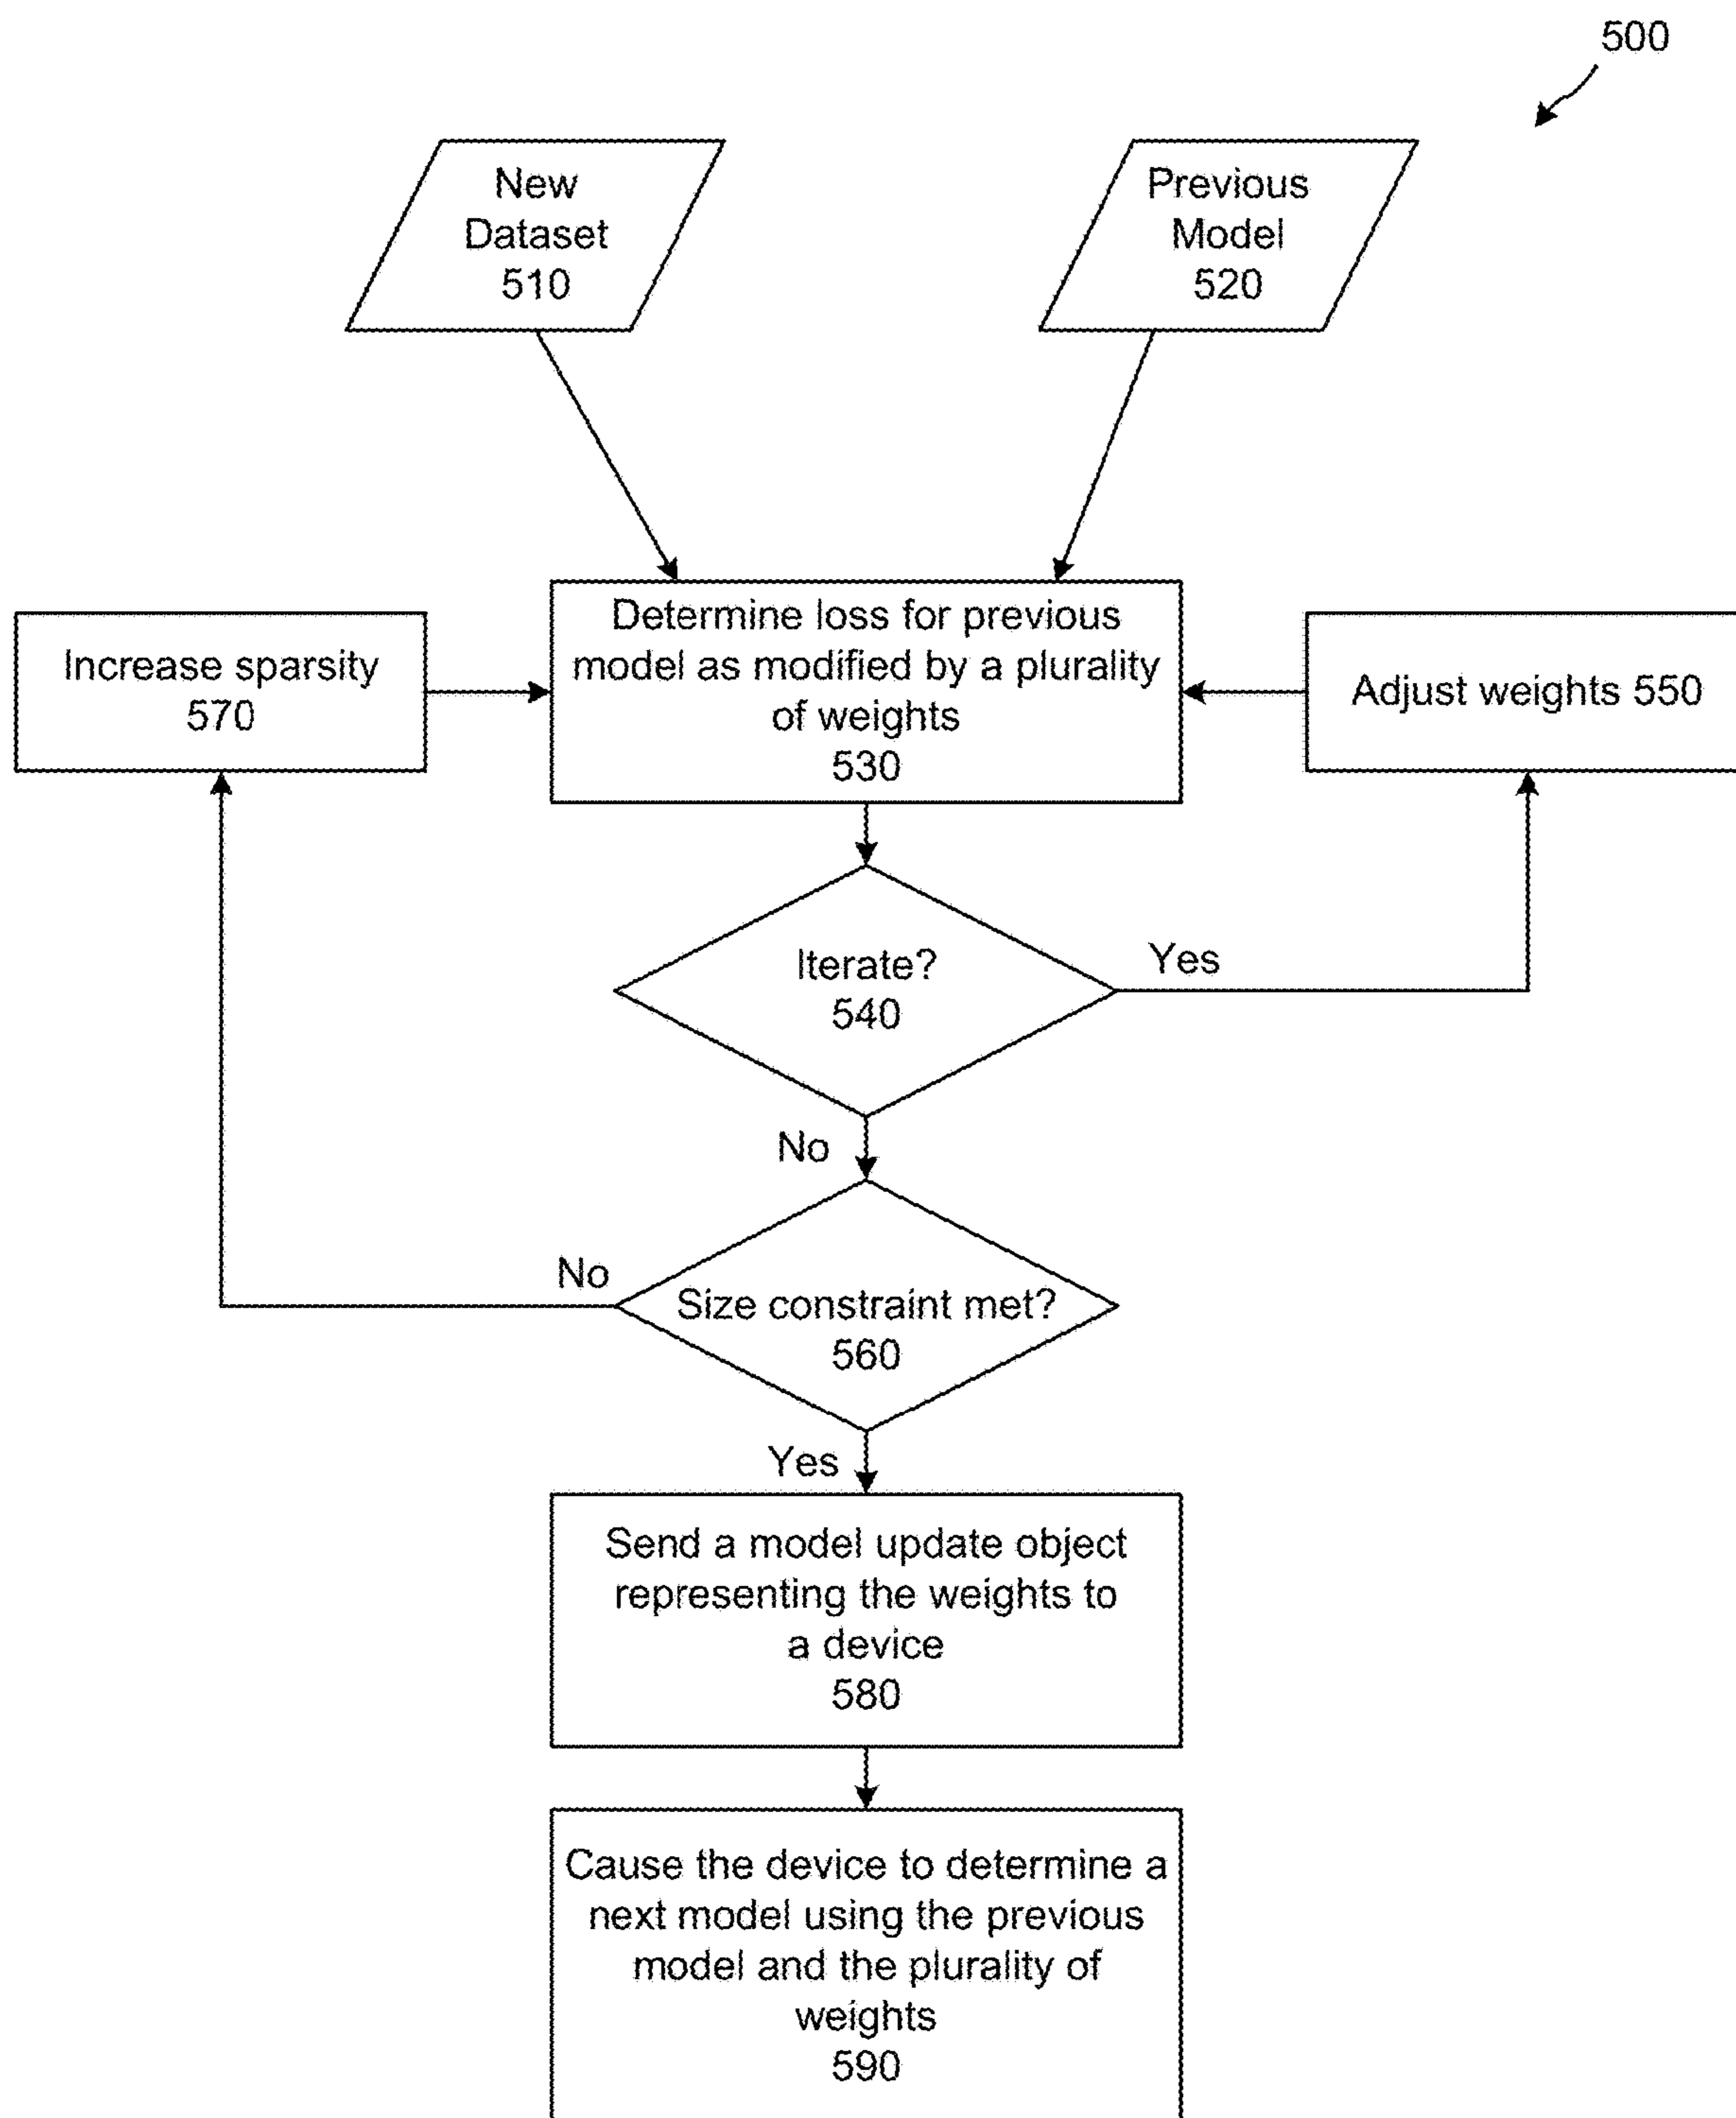 500
New
Dataset
510
Previous
Model
520
Determine loss for previous
model as modified by a plurality
of weights
530
Increase sparsity
570
Adjust weights 550
Iterate?
540
Yes
No
Size constraint met?
560
No
Yes
Send a model update object
representing the weights to
a device
580
Cause the device to determine a
next model using the previous
model and the plurality of
weights
590